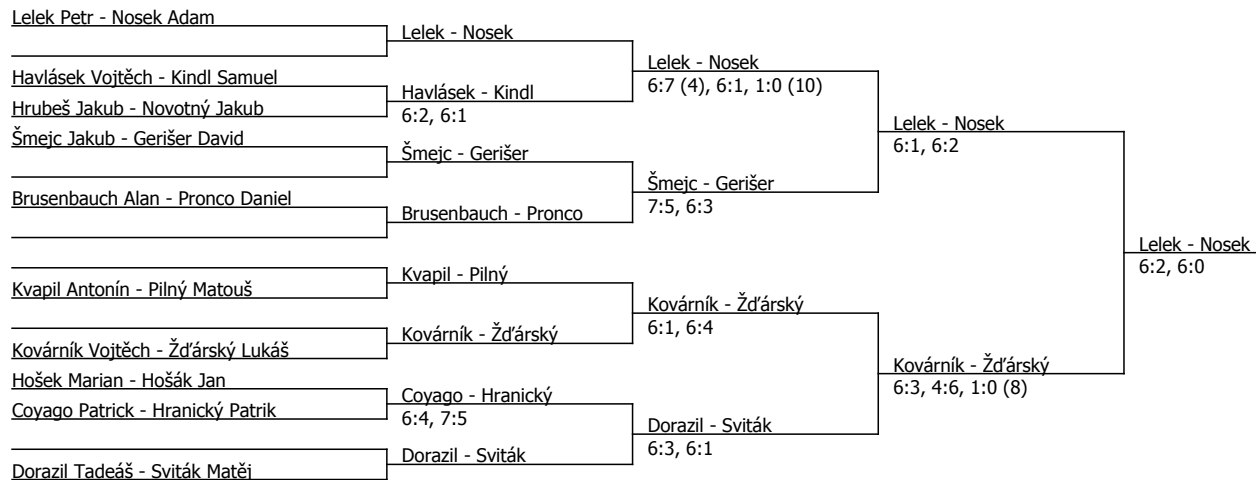 Lelek Petr - Nosek Adam
Havlásek Vojtěch - Kindl Samuel
Hrubeš Jakub - Novotný Jakub
Šmejc Jakub - Gerišer David
Brusenbauch Alan - Pronco Daniel
Kvapil Antonín - Pilný Matouš
Kovárník Vojtěch - Žďárský Lukáš
Hošek Marian - Hošák Jan
Coyago Patrick - Hranický Patrik
Dorazil Tadeáš - Sviták Matěj
Lelek - Nosek
Havlásek - Kindl
6:2, 6:1
Šmejc - Gerišer
Brusenbauch - Pronco
Kvapil - Pilný
Kovárník - Žďárský
Coyago - Hranický
6:4, 7:5
Dorazil - Sviták
Lelek - Nosek
6:7 (4), 6:1, 1:0 (10)
Šmejc - Gerišer
7:5, 6:3
Kovárník - Žďárský
6:1, 6:4
Dorazil - Sviták
6:3, 6:1
Lelek - Nosek
6:1, 6:2
Kovárník - Žďárský
6:3, 4:6, 1:0 (8)
Lelek - Nosek
6:2, 6:0